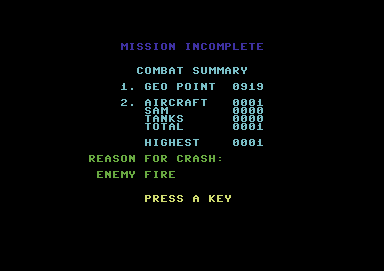 MISSION INCOMPLETE
COMBAT SUMMARY
1. GEO POINT 0919
2. AIRCRAFT 0001
SAM 0000
TANKS 0000
TOTAL 0001
HIGHEST 0001
REASON FOR CRASH:
ENEMY FIRE
PRESS A KEY